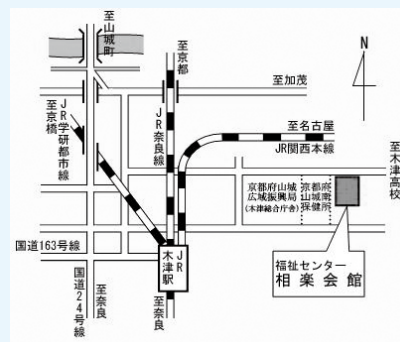 至山城町
至京都
N
至加茂
至京橋
JR学研都市線
JR奈良線
至名古屋
JR関西本線
至木津高校
京都府山城
広域振興局
(木津総合庁舎)
京都府
山城南
保健所
国道163号線
JR
木津駅
福祉センター
相楽会館
国道24号線
至奈良
至奈良